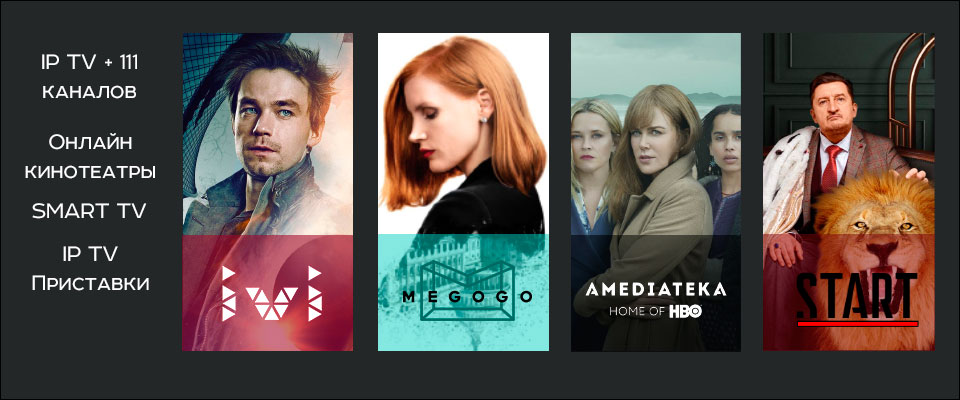 IP TV + 111
каналов
Онлайн
кинотеатры
SMART TV
IP TV
Приставки
ivi
MEGOGO
AMEDIATEKA
HOME OF HBO
START